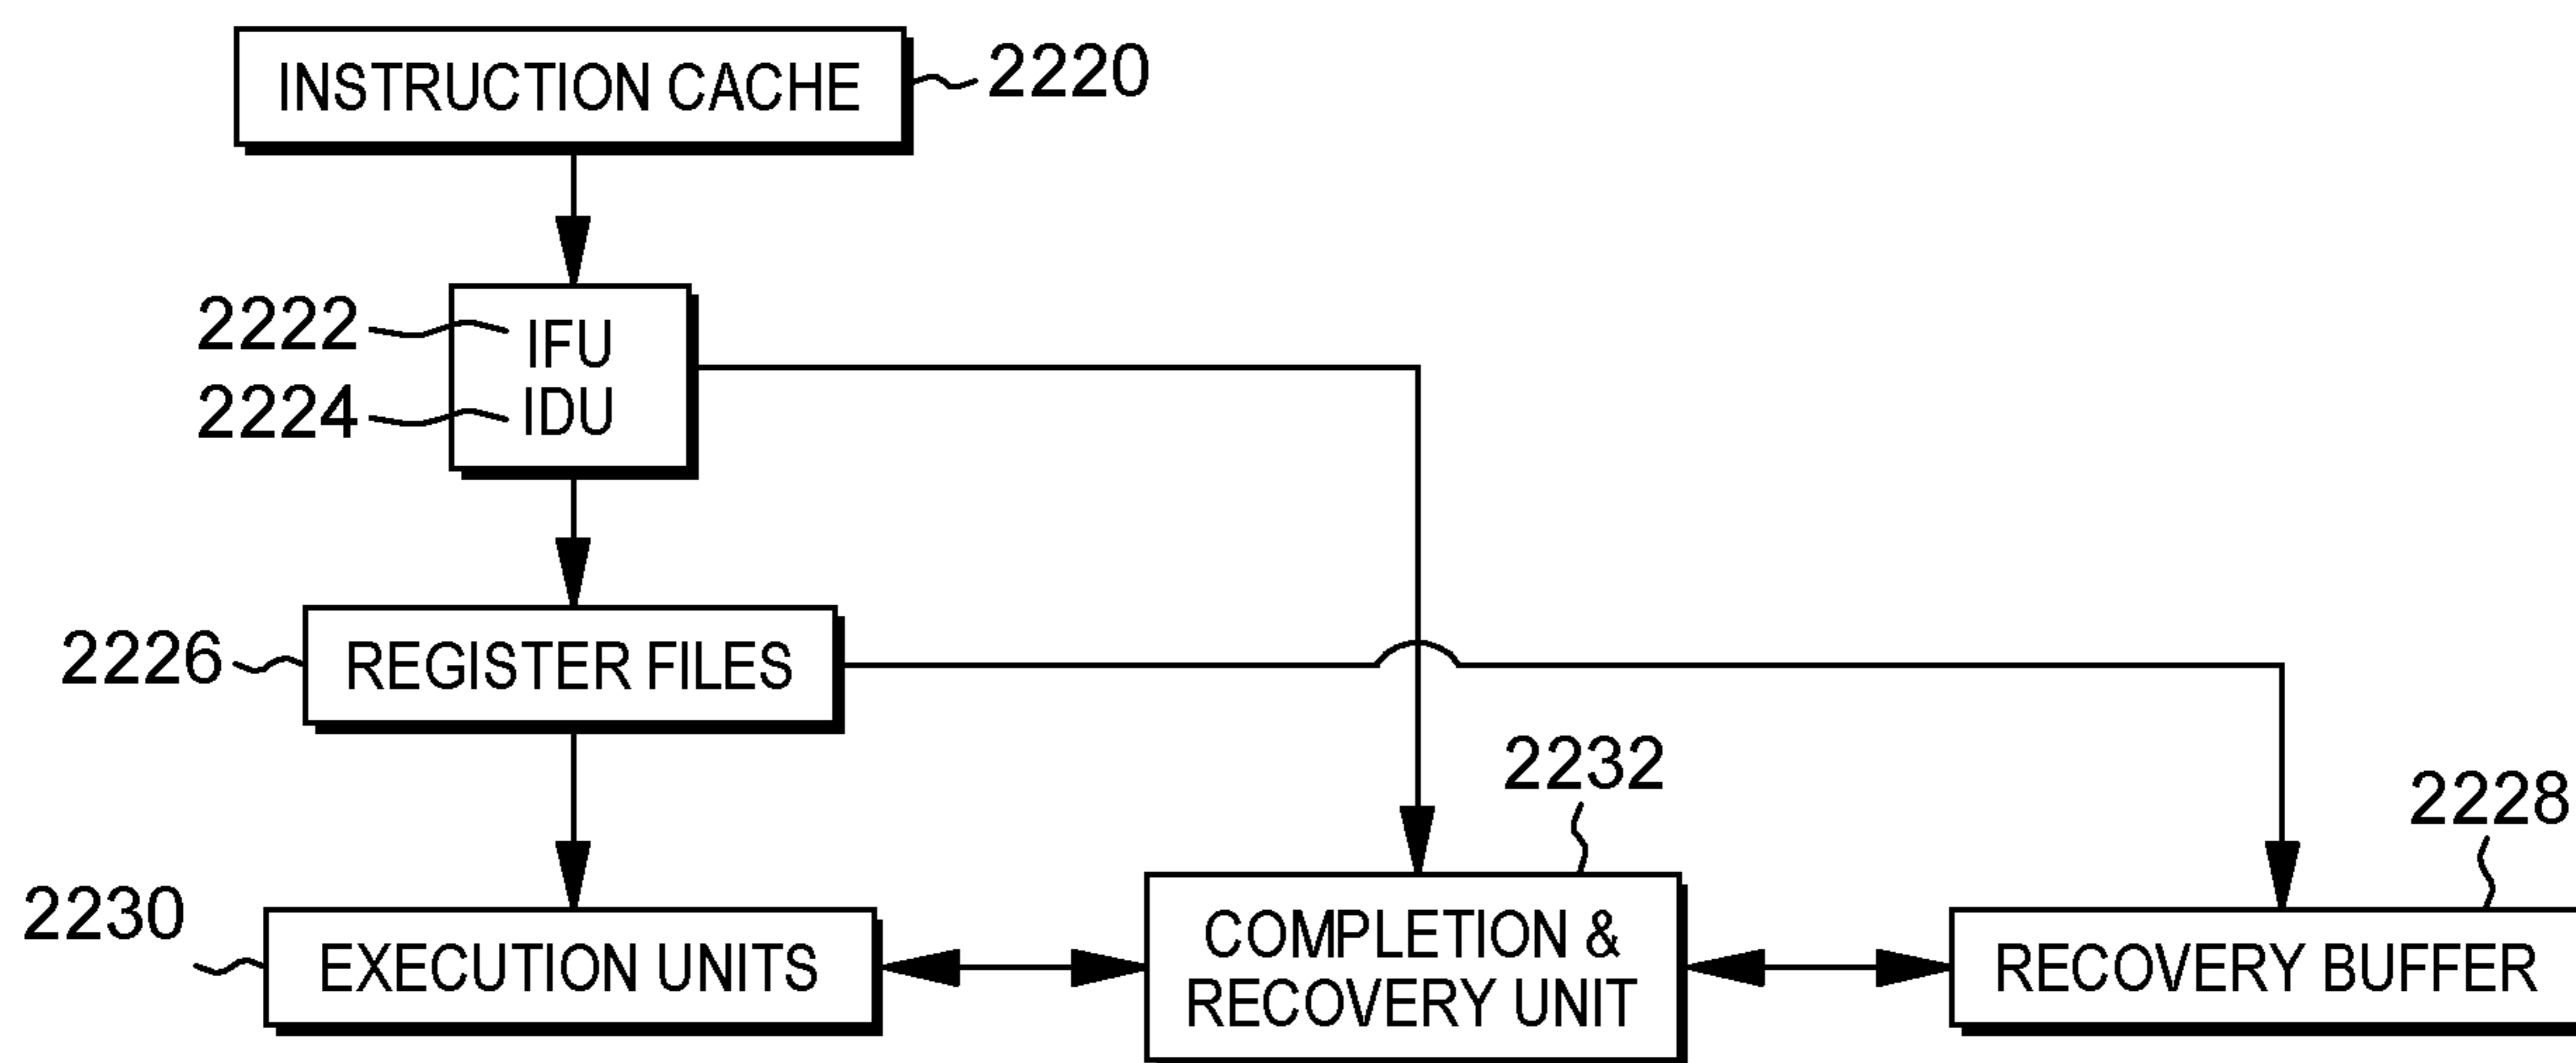 INSTRUCTION CACHE
2220
2222
IFU
2224
IDU
2226
REGISTER FILES
2232
2228
2230
EXECUTION UNITS
COMPLETION &
RECOVERY UNIT
RECOVERY BUFFER